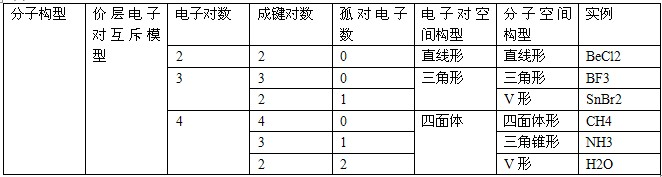 分子构型 价层电子对互斥模型 电子对数 成键对数 孤对电子数 电子对空间构型 分子空间构型 实例
2 2 0 直线形 直线形 BeCl2
3 3 0 三角形 三角形 BF3
2 1 V 形 SnBr2
4 4 0 四面体 四面体形 CH4
3 1 三角锥形 NH3
2 2 V 形 H2O